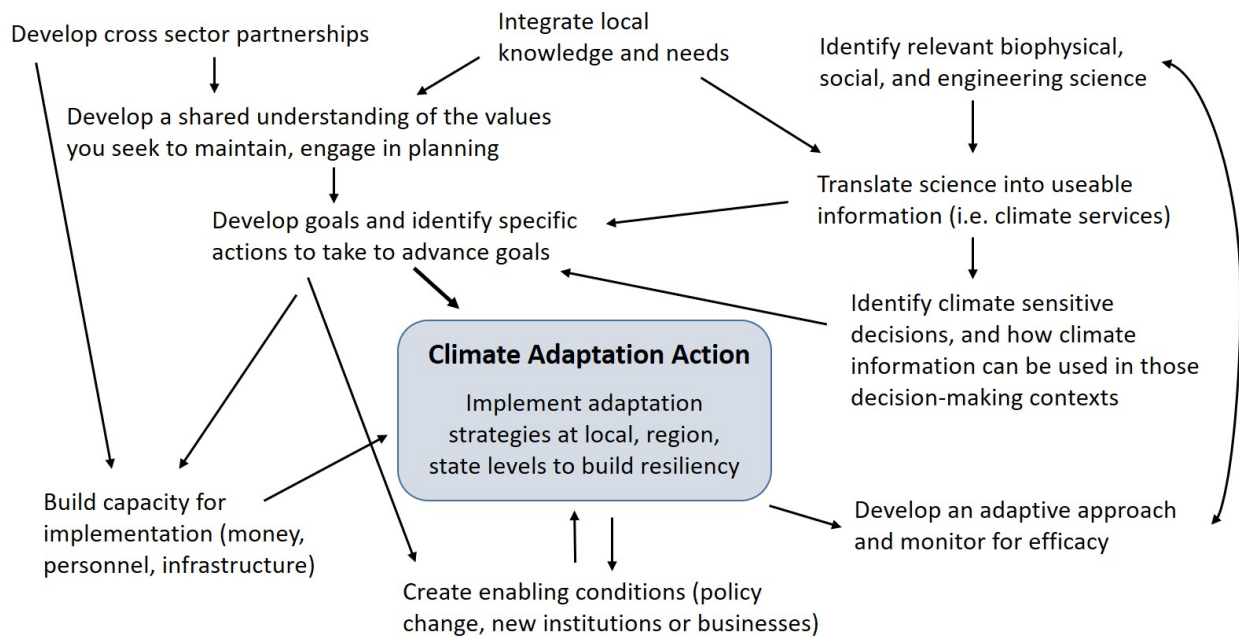 Develop cross sector partnerships
Integrate local
knowledge and needs
Identify relevant biophysical,
social, and engineering science
Develop a shared understanding of the values
you seek to maintain, engage in planning
Translate science into useable
information (i.e. climate services)
Develop goals and identify specific
actions to take to advance goals
Identify climate sensitive
decisions, and how climate
information can be used in those
decision-making contexts
Climate Adaptation Action
Implement adaptation
strategies at local, region,
state levels to build resiliency
Build capacity for
implementation (money,
personnel, infrastructure)
Develop an adaptive approach
and monitor for efficacy
Create enabling conditions (policy
change, new institutions or businesses)